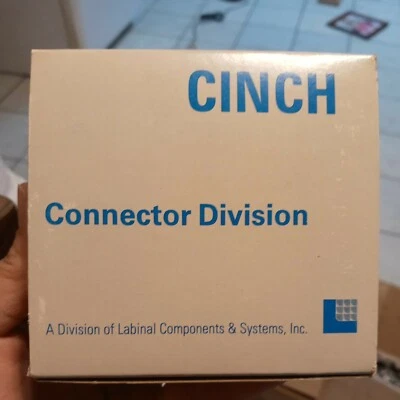 CINCH
Connector Division
A Division of Labinal Components & Systems, Inc.